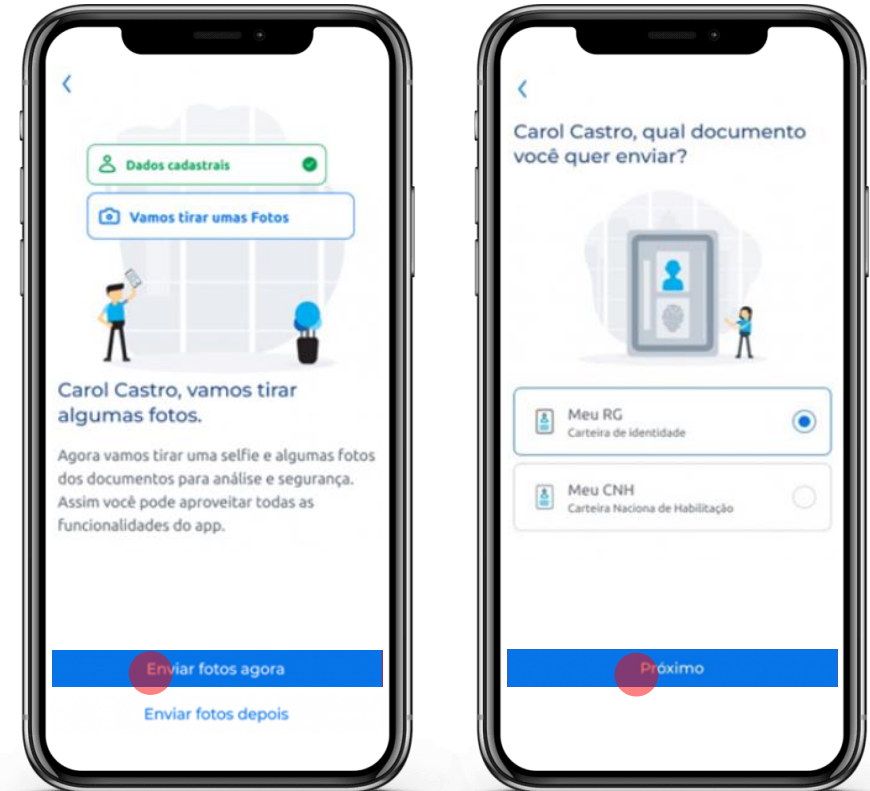 Dados cadastrais
Vamos tirar umas Fotos
Carol Castro, vamos tirar
algumas fotos.
Agora vamos tirar uma selfie e algumas fotos
dos documentos para análise e segurança.
Assim você pode aproveitar todas as
funcionalidades do app.
Enviar fotos agora
Enviar fotos depois
Carol Castro, qual documento
você quer enviar?
Meu RG
Carteira de identidade
Meu CNH
Carteira Naciona de Habilitação
Próximo